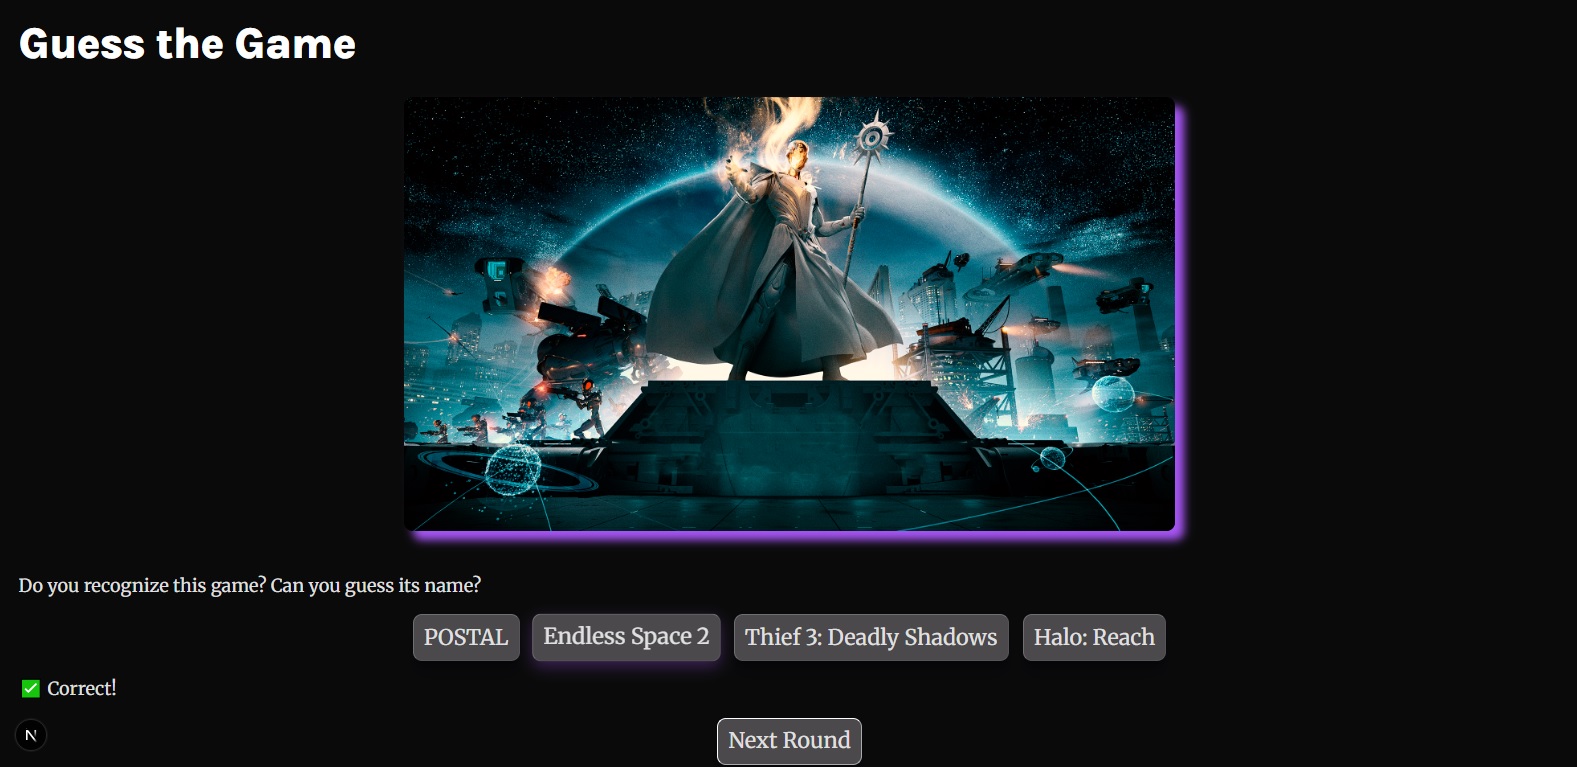 Guess the Game
Do you recognize this game? Can you guess its name?
POSTAL
Endless Space 2
Thief 3: Deadly Shadows
Halo: Reach
✅ Correct!
N
Next Round